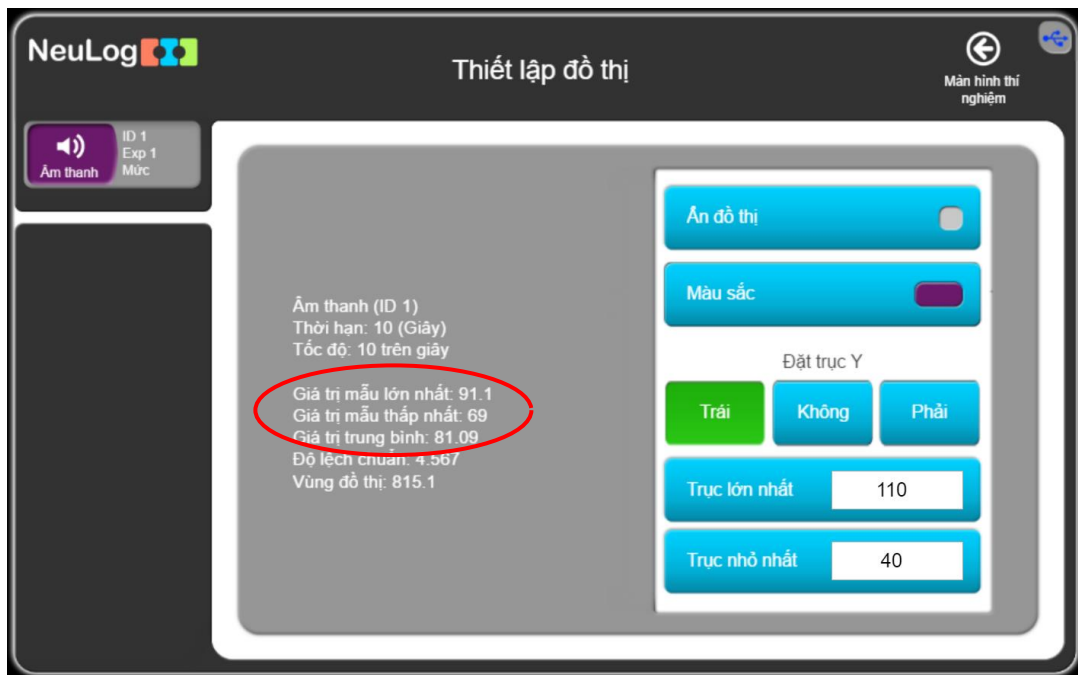 NeuLog
Thiết lập đồ thị
Màn hình thí
nghiệm
Âm thanh
ID 1
Exp 1
Mức
Âm thanh (ID 1)
Thời hạn: 10 (Giây)
Tốc độ: 10 trên giây
Giá trị mẫu lớn nhất: 91.1
Giá trị mẫu thấp nhất: 69
Giá trị trung bình: 81.09
Độ lệch chuẩn: 4.567
Vùng đồ thị: 815.1
Ẩn đồ thị
Màu sắc
Đặt trục Y
Trái
Không
Phải
Trục lớn nhất 110
Trục nhỏ nhất 40